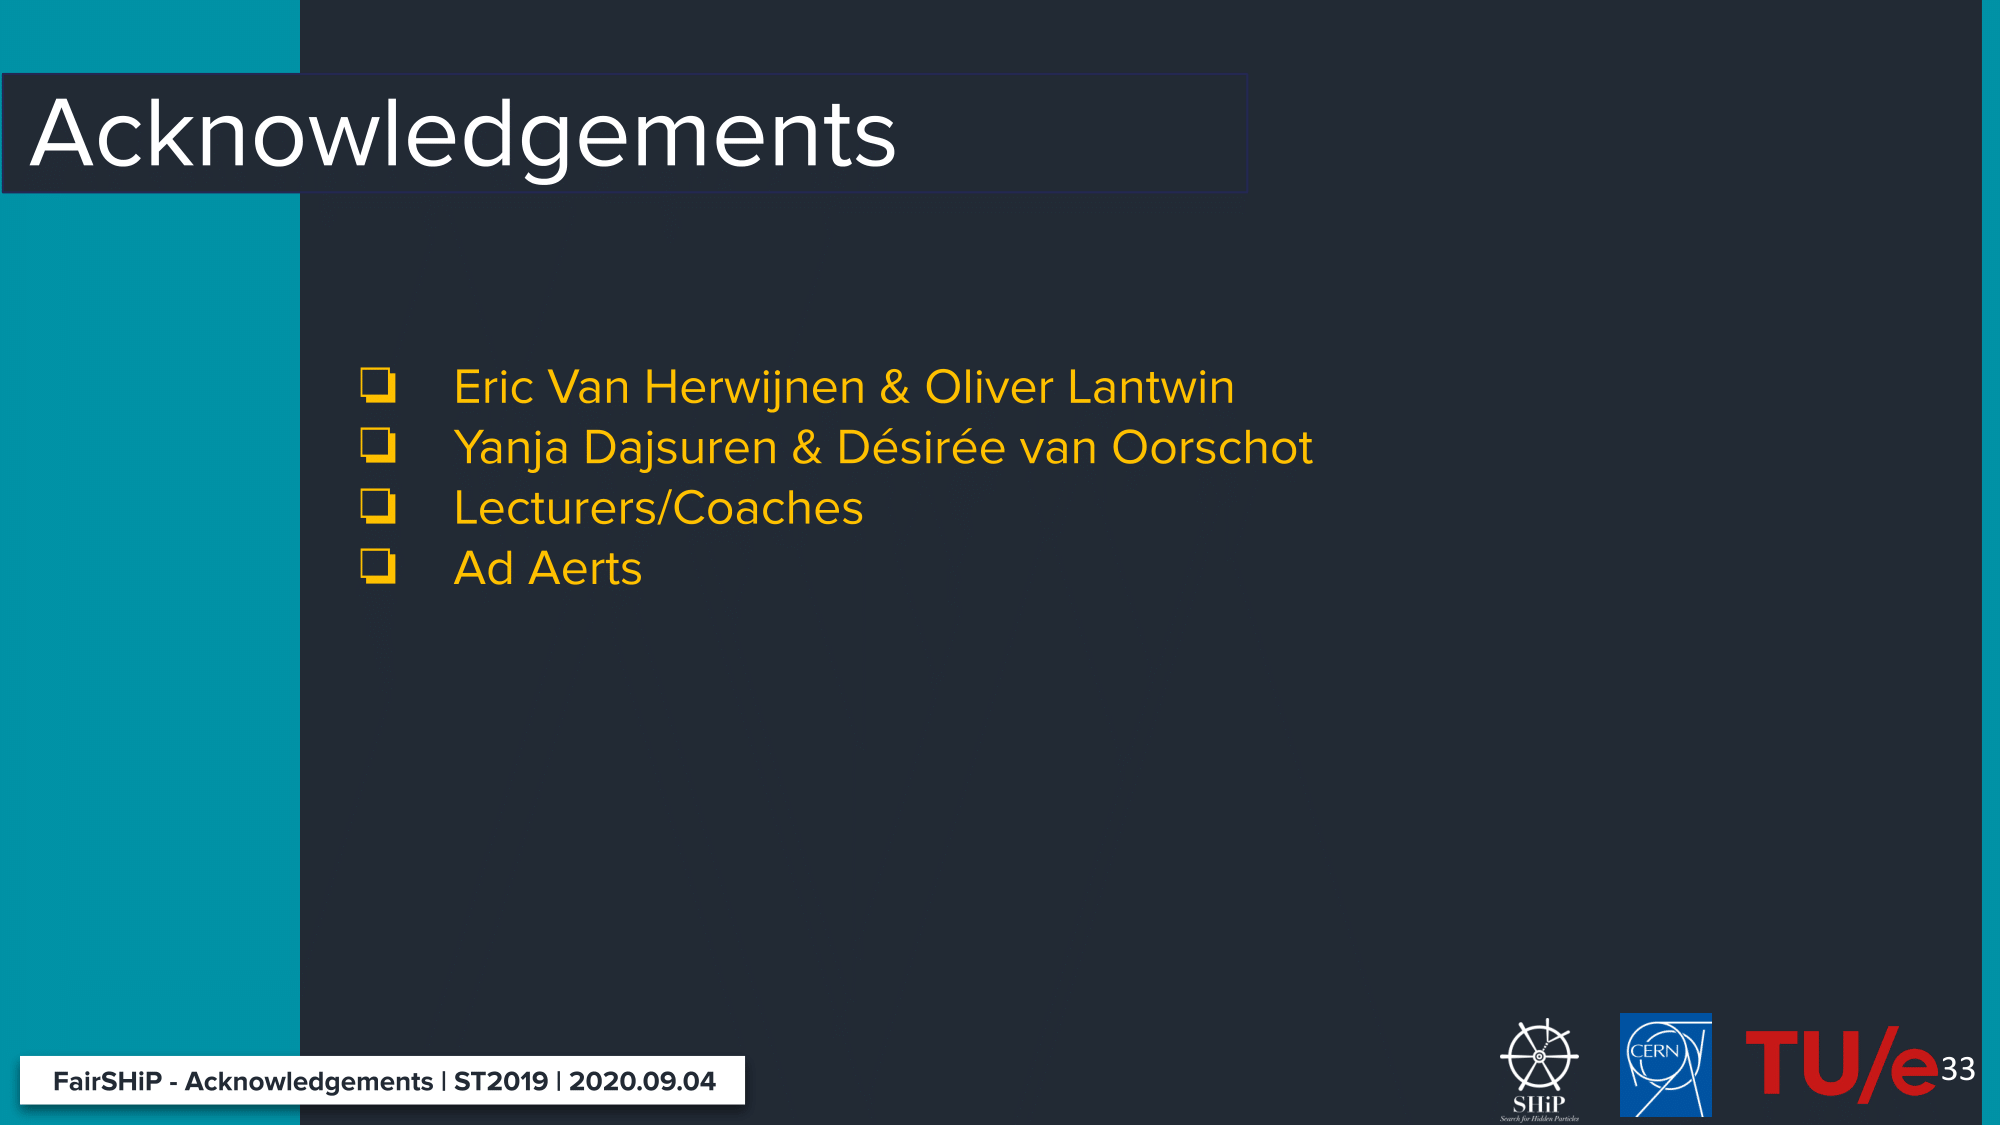 Acknowledgements
❏ Eric Van Herwijnen & Oliver Lantwin
❏ Yanja Dajsuren & Désirée van Oorschot
❏ Lecturers/Coaches
❏ Ad Aerts
FairSHiP - Acknowledgements | ST2019 | 2020.09.04
SHiP
Search for Hidden Particles
CERN
TU/e
33